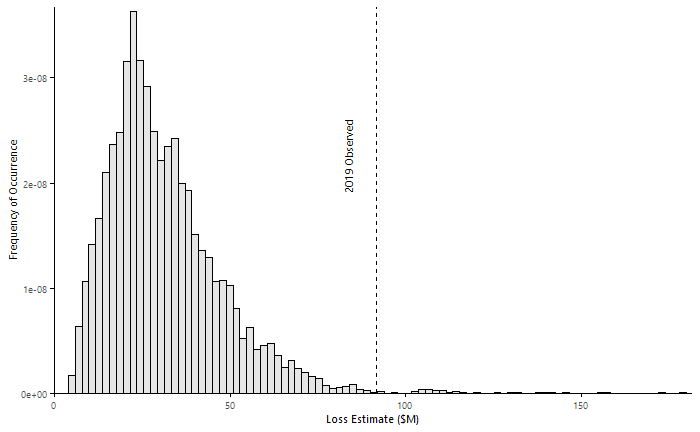 3e-08
2e-08
1e-08
0e+00
Frequency of Occurrence
2019 Observed
0 50 100 150
Loss Estimate ($M)